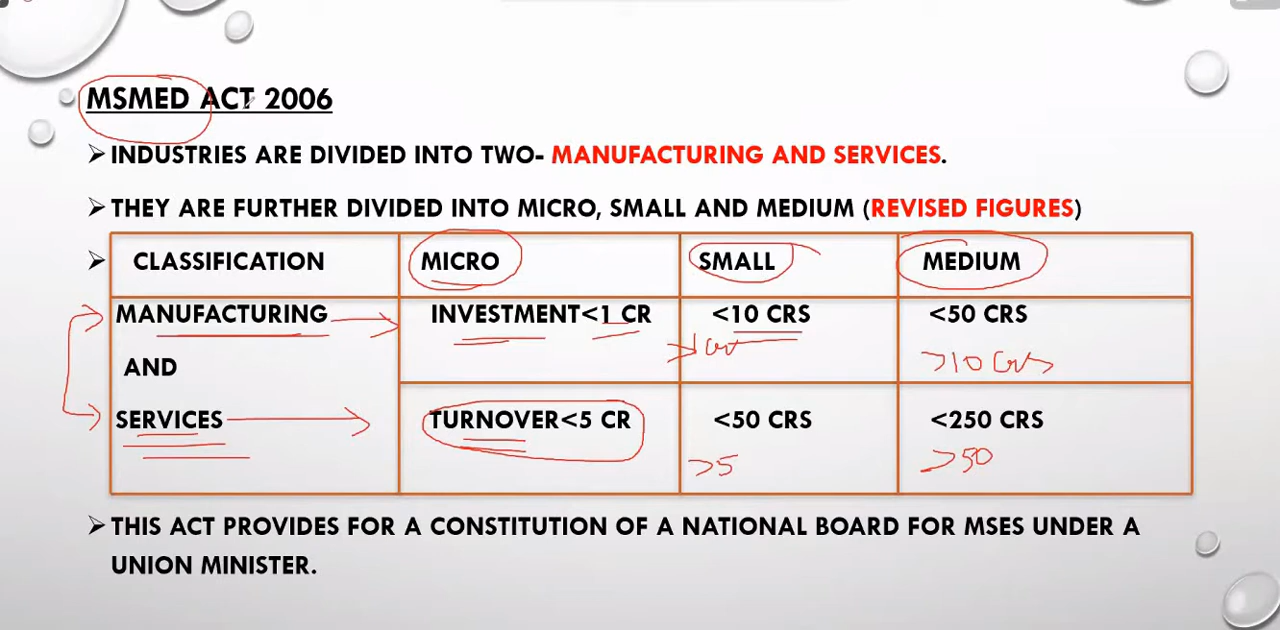 MSMED ACT 2006
➢ INDUSTRIES ARE DIVIDED INTO TWO- MANUFACTURING AND SERVICES.
➢ THEY ARE FURTHER DIVIDED INTO MICRO, SMALL AND MEDIUM (REVISED FIGURES)
➢ CLASSIFICATION MICRO SMALL MEDIUM
MANUFACTURING INVESTMENT<1 CR <10 CRS <50 CRS
>1 cr >10 Crs
AND
SERVICES TURNOVER<5 CR <50 CRS <250 CRS
>5 >50
➢ THIS ACT PROVIDES FOR A CONSTITUTION OF A NATIONAL BOARD FOR MSES UNDER A
UNION MINISTER.